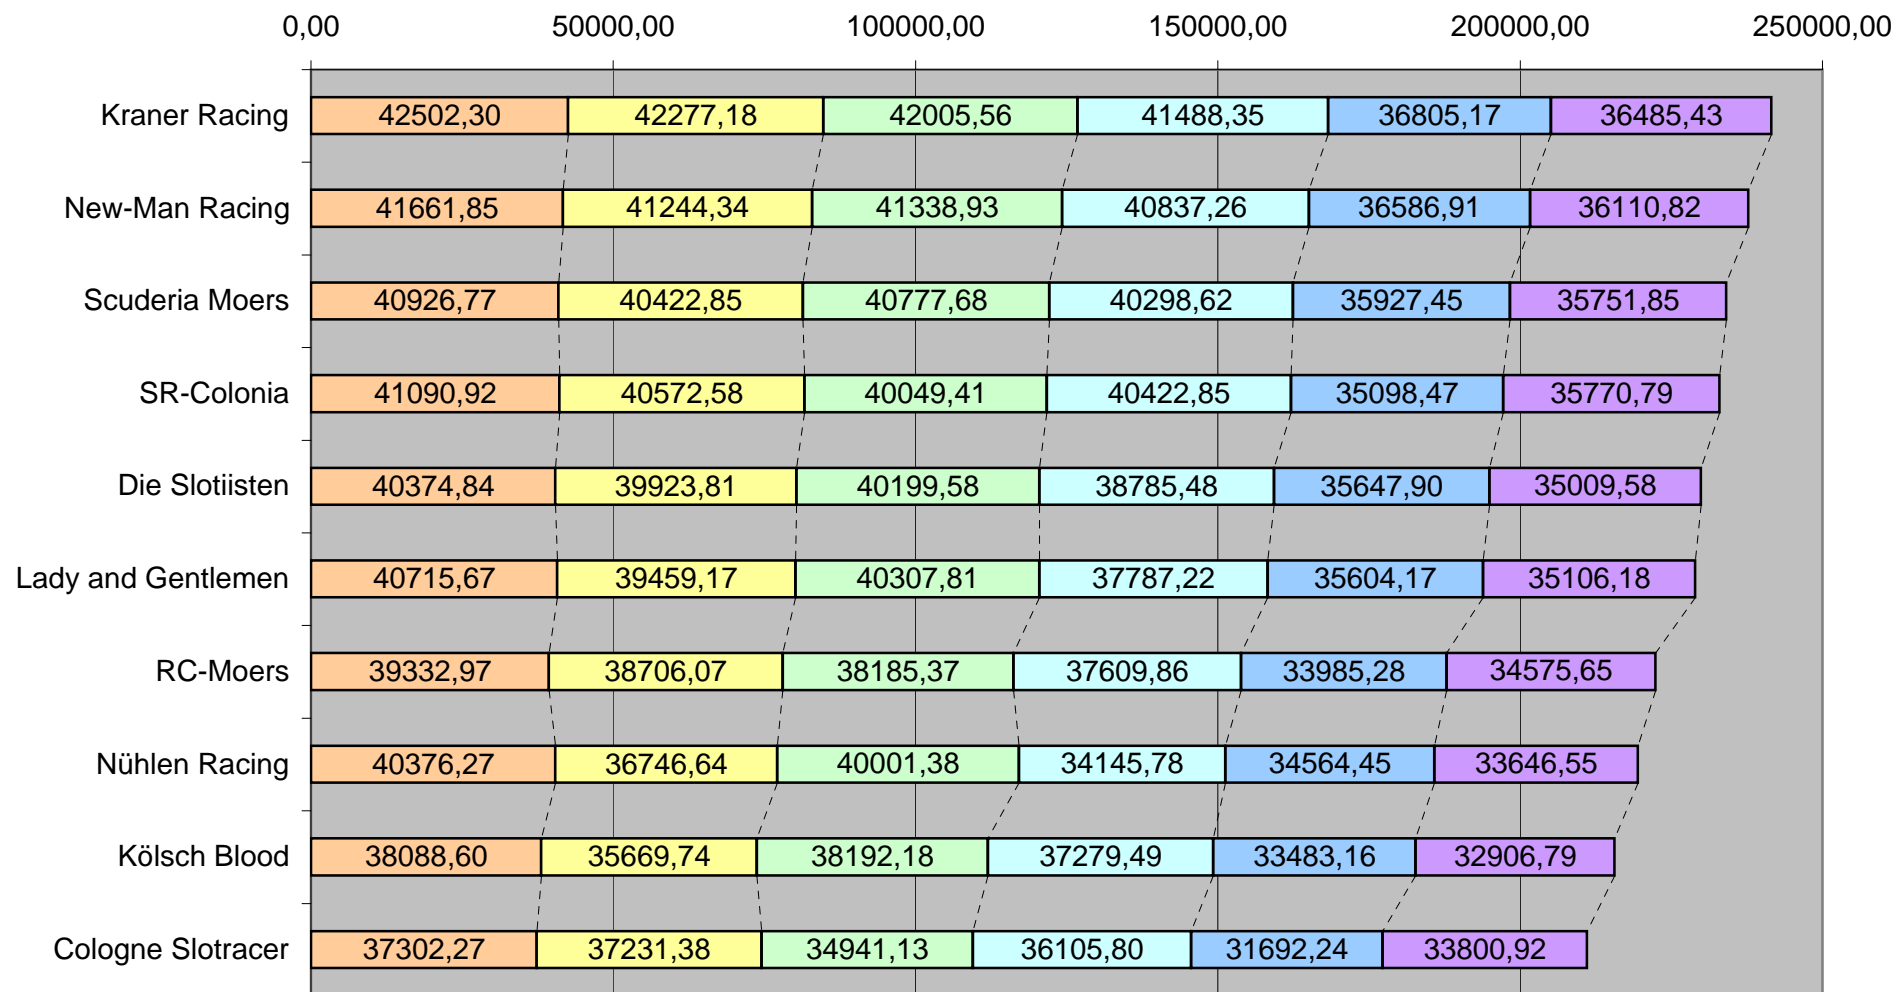 0,00 50000,00 100000,00 150000,00 200000,00 250000,00
Kraner Racing 42502,30 42277,18 42005,56 41488,35 36805,17 36485,43
New-Man Racing 41661,85 41244,34 41338,93 40837,26 36586,91 36110,82
Scuderia Moers 40926,77 40422,85 40777,68 40298,62 35927,45 35751,85
SR-Colonia 41090,92 40572,58 40049,41 40422,85 35098,47 35770,79
Die Slotiisten 40374,84 39923,81 40199,58 38785,48 35647,90 35009,58
Lady and Gentlemen 40715,67 39459,17 40307,81 37787,22 35604,17 35106,18
RC-Moers 39332,97 38706,07 38185,37 37609,86 33985,28 34575,65
Nühlen Racing 40376,27 36746,64 40001,38 34145,78 34564,45 33646,55
Kölsch Blood 38088,60 35669,74 38192,18 37279,49 33483,16 32906,79
Cologne Slotracer 37302,27 37231,38 34941,13 36105,80 31692,24 33800,92